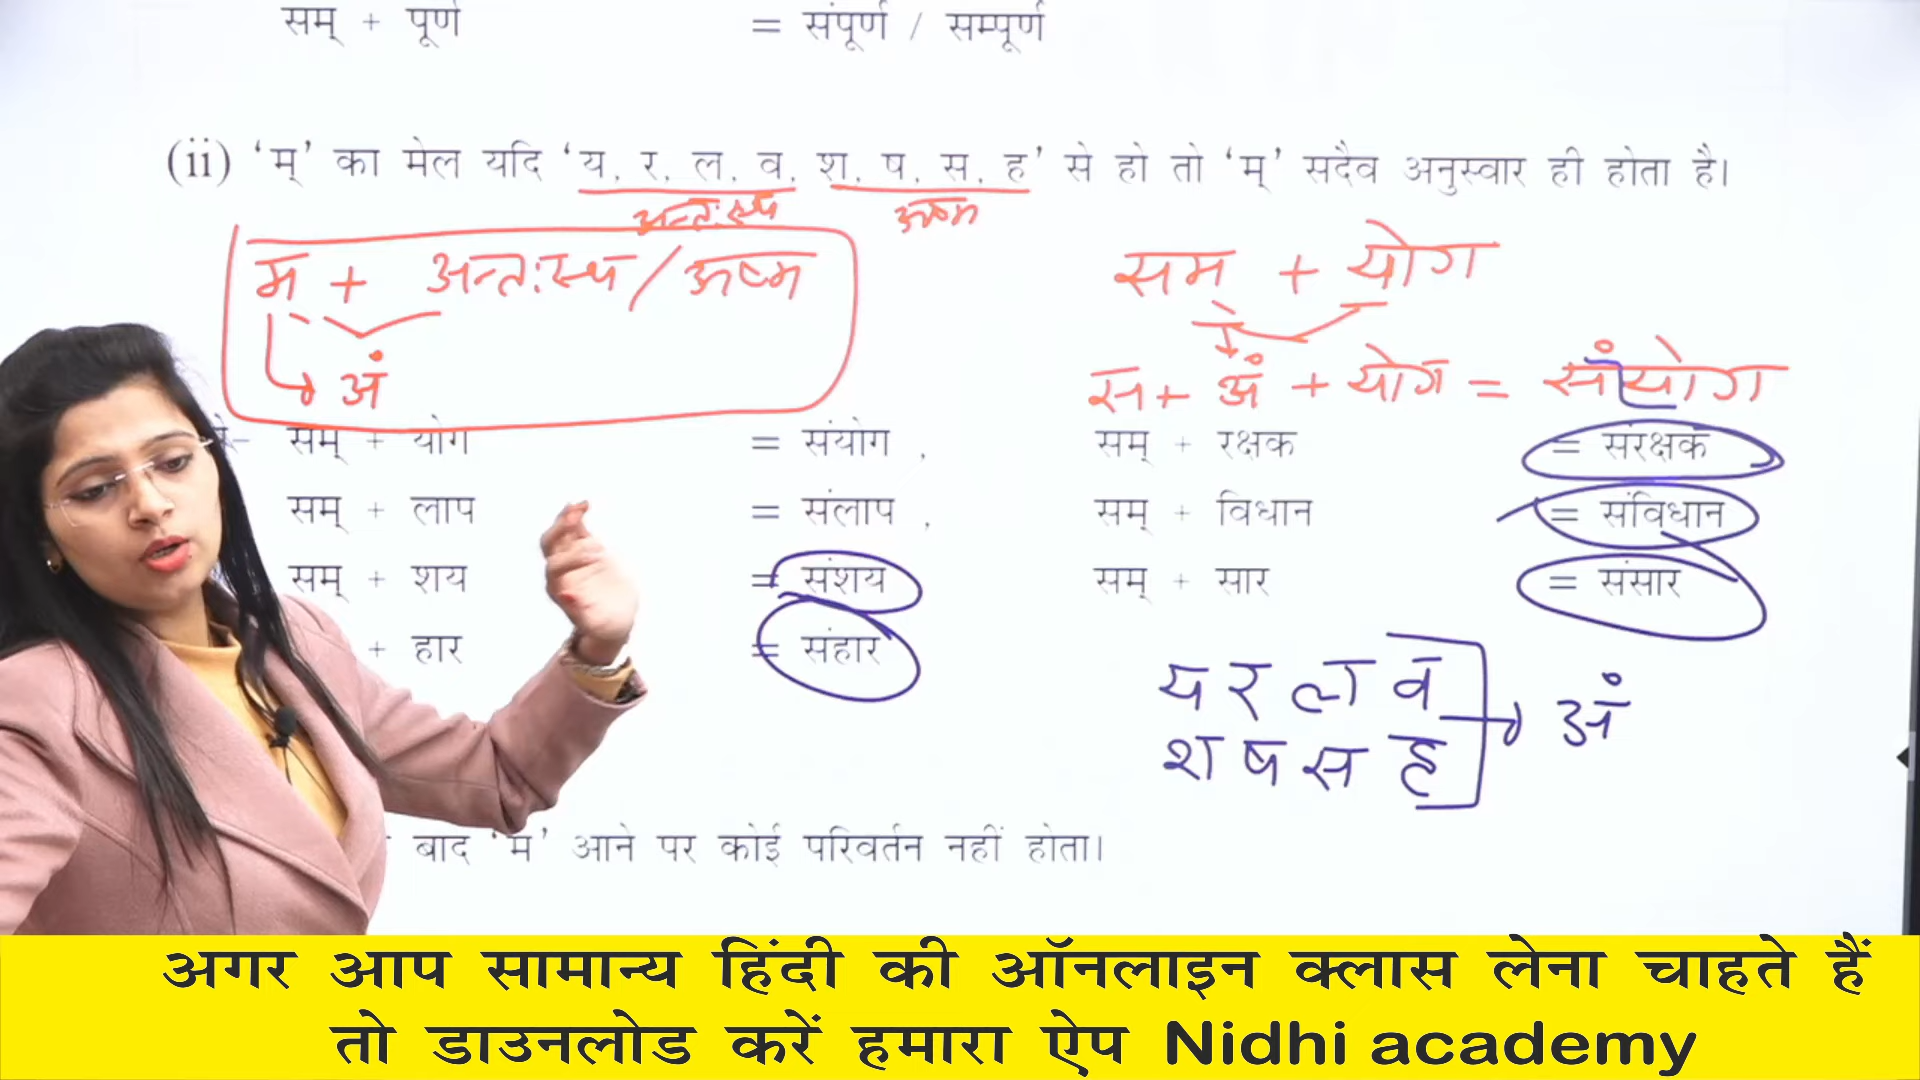 सम् + पूर्ण = संपूर्ण / सम्पूर्ण
(ii) ‘म्’ का मेल यदि ‘य, र, ल, व, श, ष, स, ह’ से हो तो ‘म्’ सदैव अनुस्वार ही होता है।
अन्तःस्थ ऊष्म
म् + अन्तःस्थ / ऊष्म
अं
सम् + योग
स + अं + योग = संयोग
सम् + योग = संयोग , सम् + रक्षक = संरक्षक
सम् + लाप = संलाप , सम् + विधान = संविधान
सम् + शय = संशय सम् + सार = संसार
+ हार = संहार
य र ल व
श ष स ह
अं
बाद ‘म’ आने पर कोई परिवर्तन नहीं होता।
अगर आप सामान्य हिंदी की ऑनलाइन क्लास लेना चाहते हैं
तो डाउनलोड करें हमारा ऐप Nidhi academy